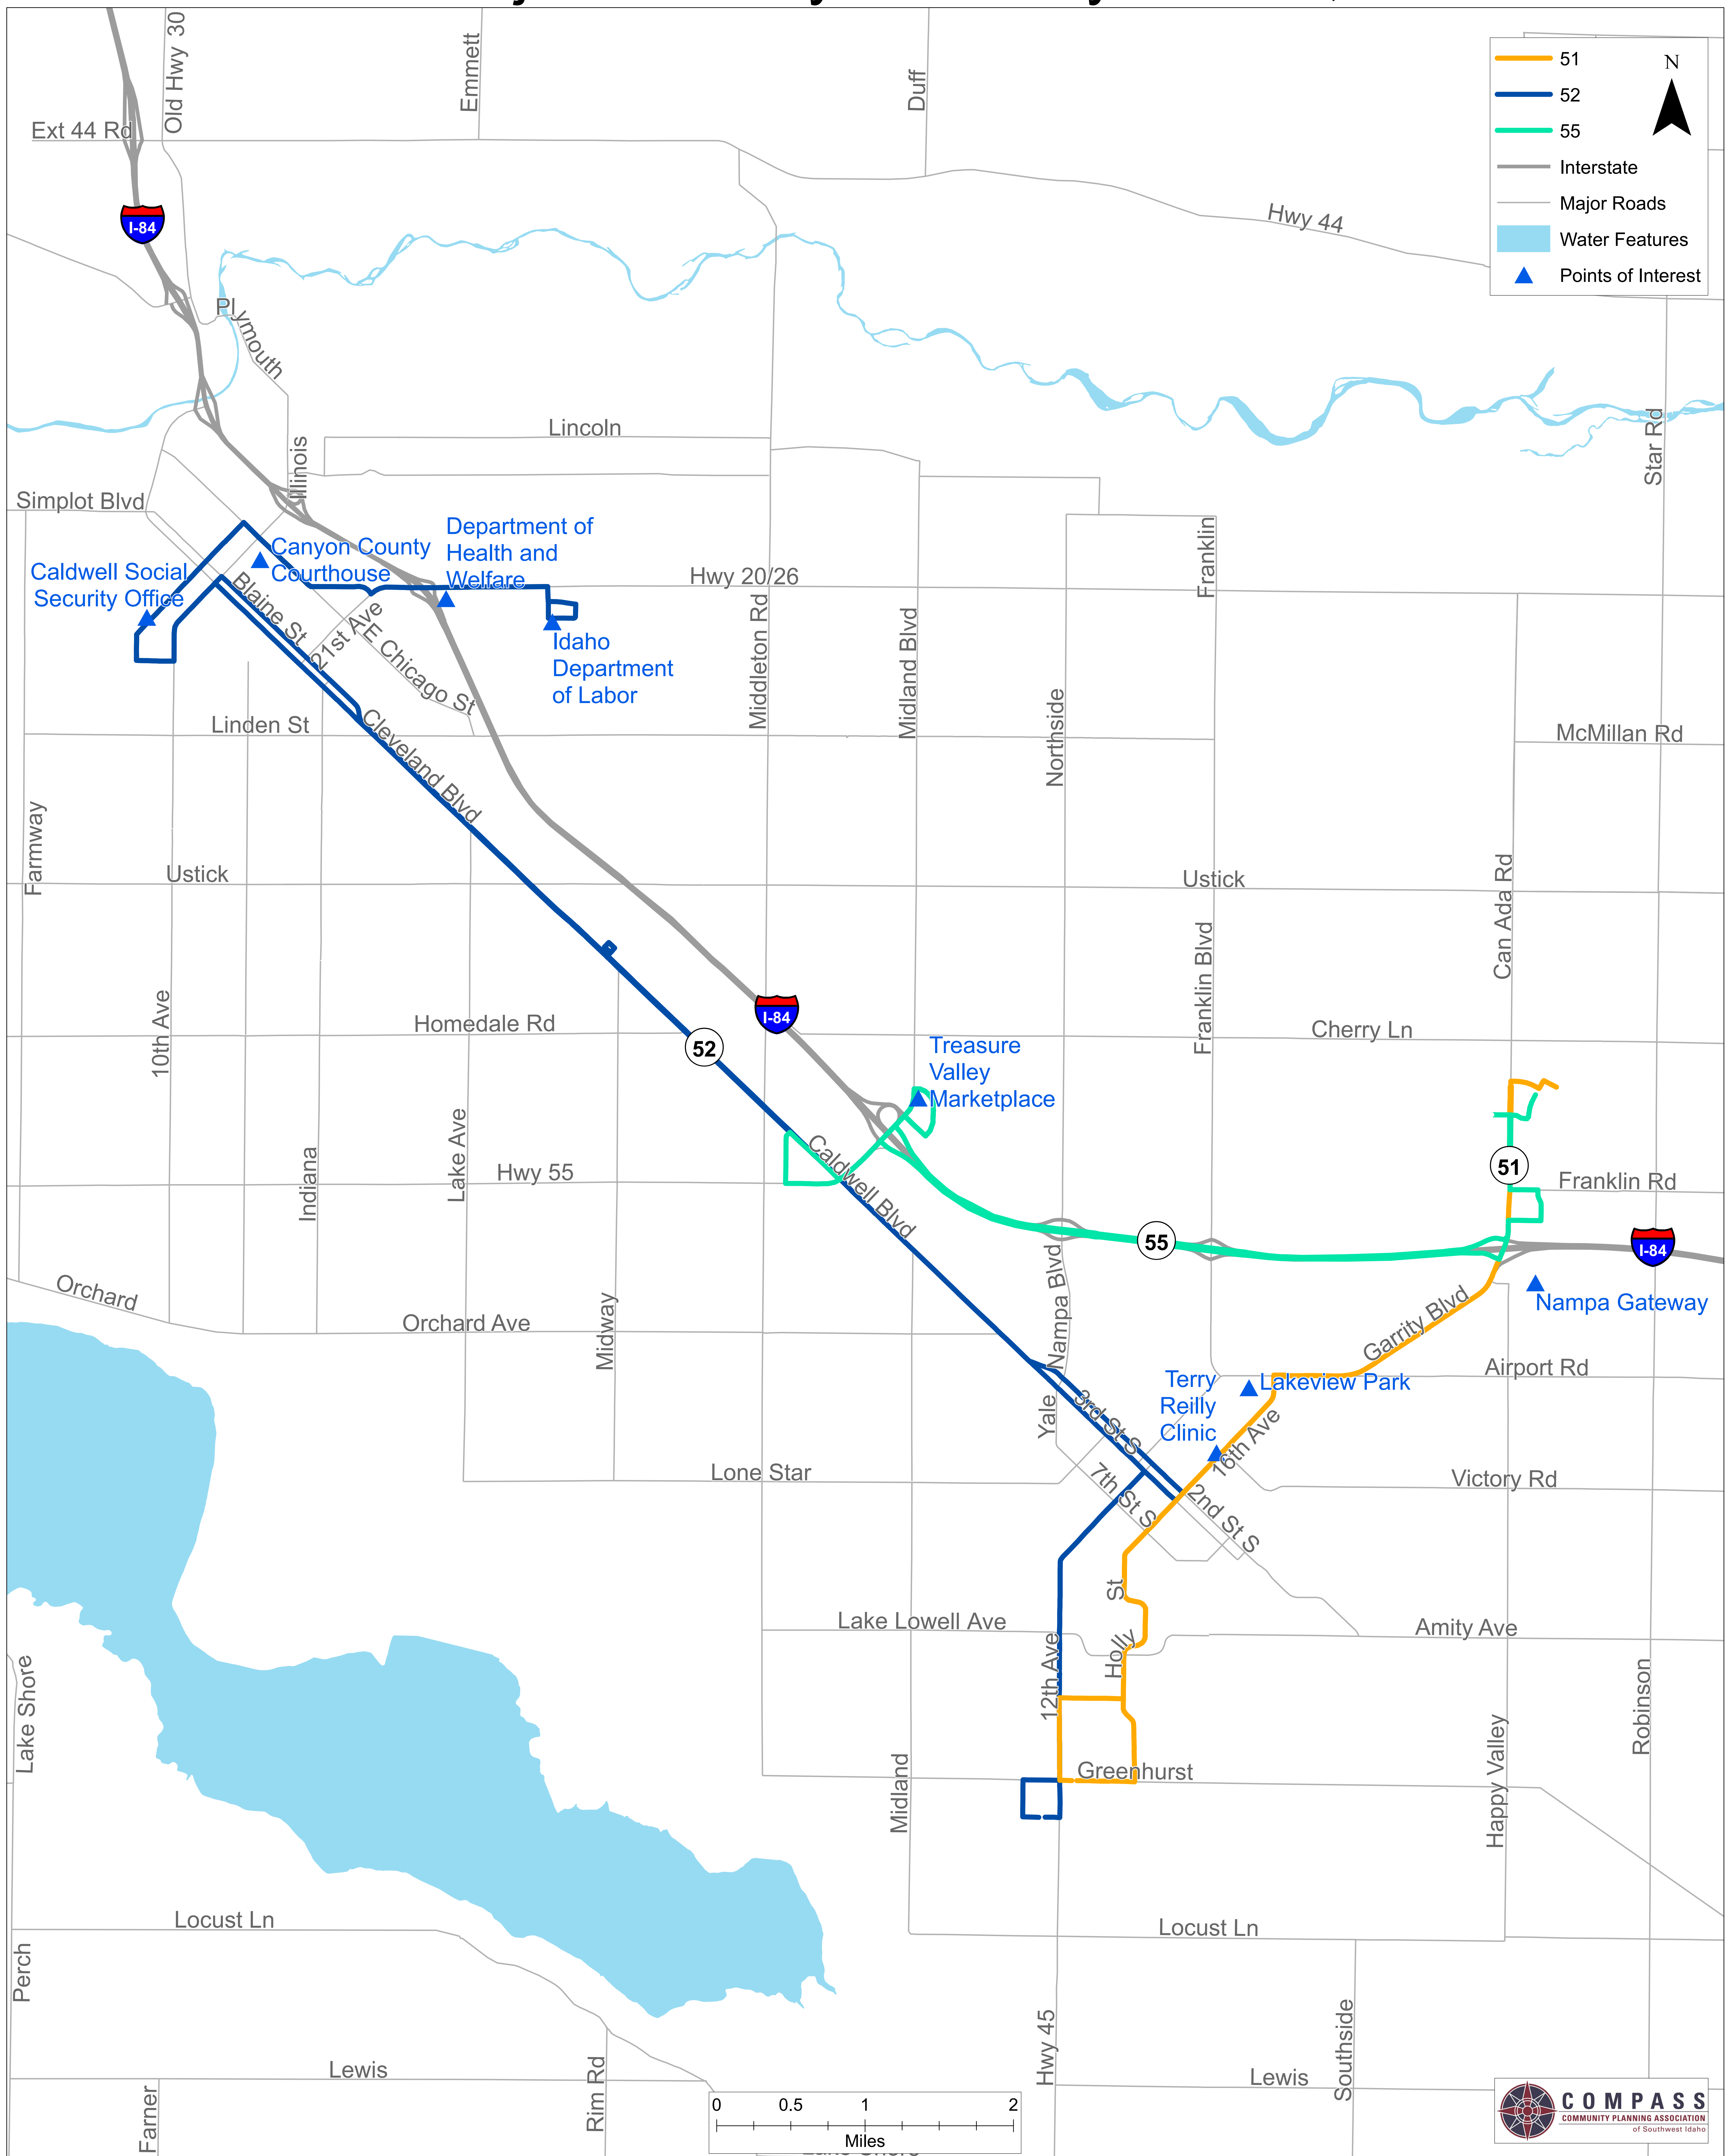 Old Hwy 30
Emmett
Duff
51
N
52
55
Interstate
Major Roads
Water Features
Points of Interest
Ext 44 Rd
I-84
Hwy 44
Plymouth
Lincoln
Illinois
Star Rd
Simplot Blvd
Canyon County
Courthouse
Department of
Health and
Welfare
Caldwell Social
Security Office
Hwy 20/26
Franklin
Blaine St
21st Ave
E Chicago St
Idaho
Department
of Labor
Middleton Rd
Midland Blvd
Northside
Linden St
Cleveland Blvd
McMillan Rd
Farmway
Ustick
Ustick
Can Ada Rd
10th Ave
Homedale Rd
52
I-84
Franklin Blvd
Cherry Ln
Treasure
Valley
Marketplace
Indiana
Lake Ave
Hwy 55
Caldwell Blvd
51
Franklin Rd
55
I-84
Nampa Gateway
Orchard
Orchard Ave
Midway
Nampa Blvd
Garrity Blvd
Airport Rd
Terry
Reilly
Clinic
Lakeview Park
Yale
3rd St S
16th Ave
Lone Star
7th St S
2nd St S
Victory Rd
Holly St
Lake Lowell Ave
Amity Ave
12th Ave
Lake Shore
Robinson
Greenhurst
Midland
Happy Valley
Locust Ln
Locust Ln
Perch
Hwy 45
Southside
Lewis
Lewis
Rim Rd
Farner
0 0.5 1 2
Miles
COMPASS
COMMUNITY PLANNING ASSOCIATION
of Southwest Idaho